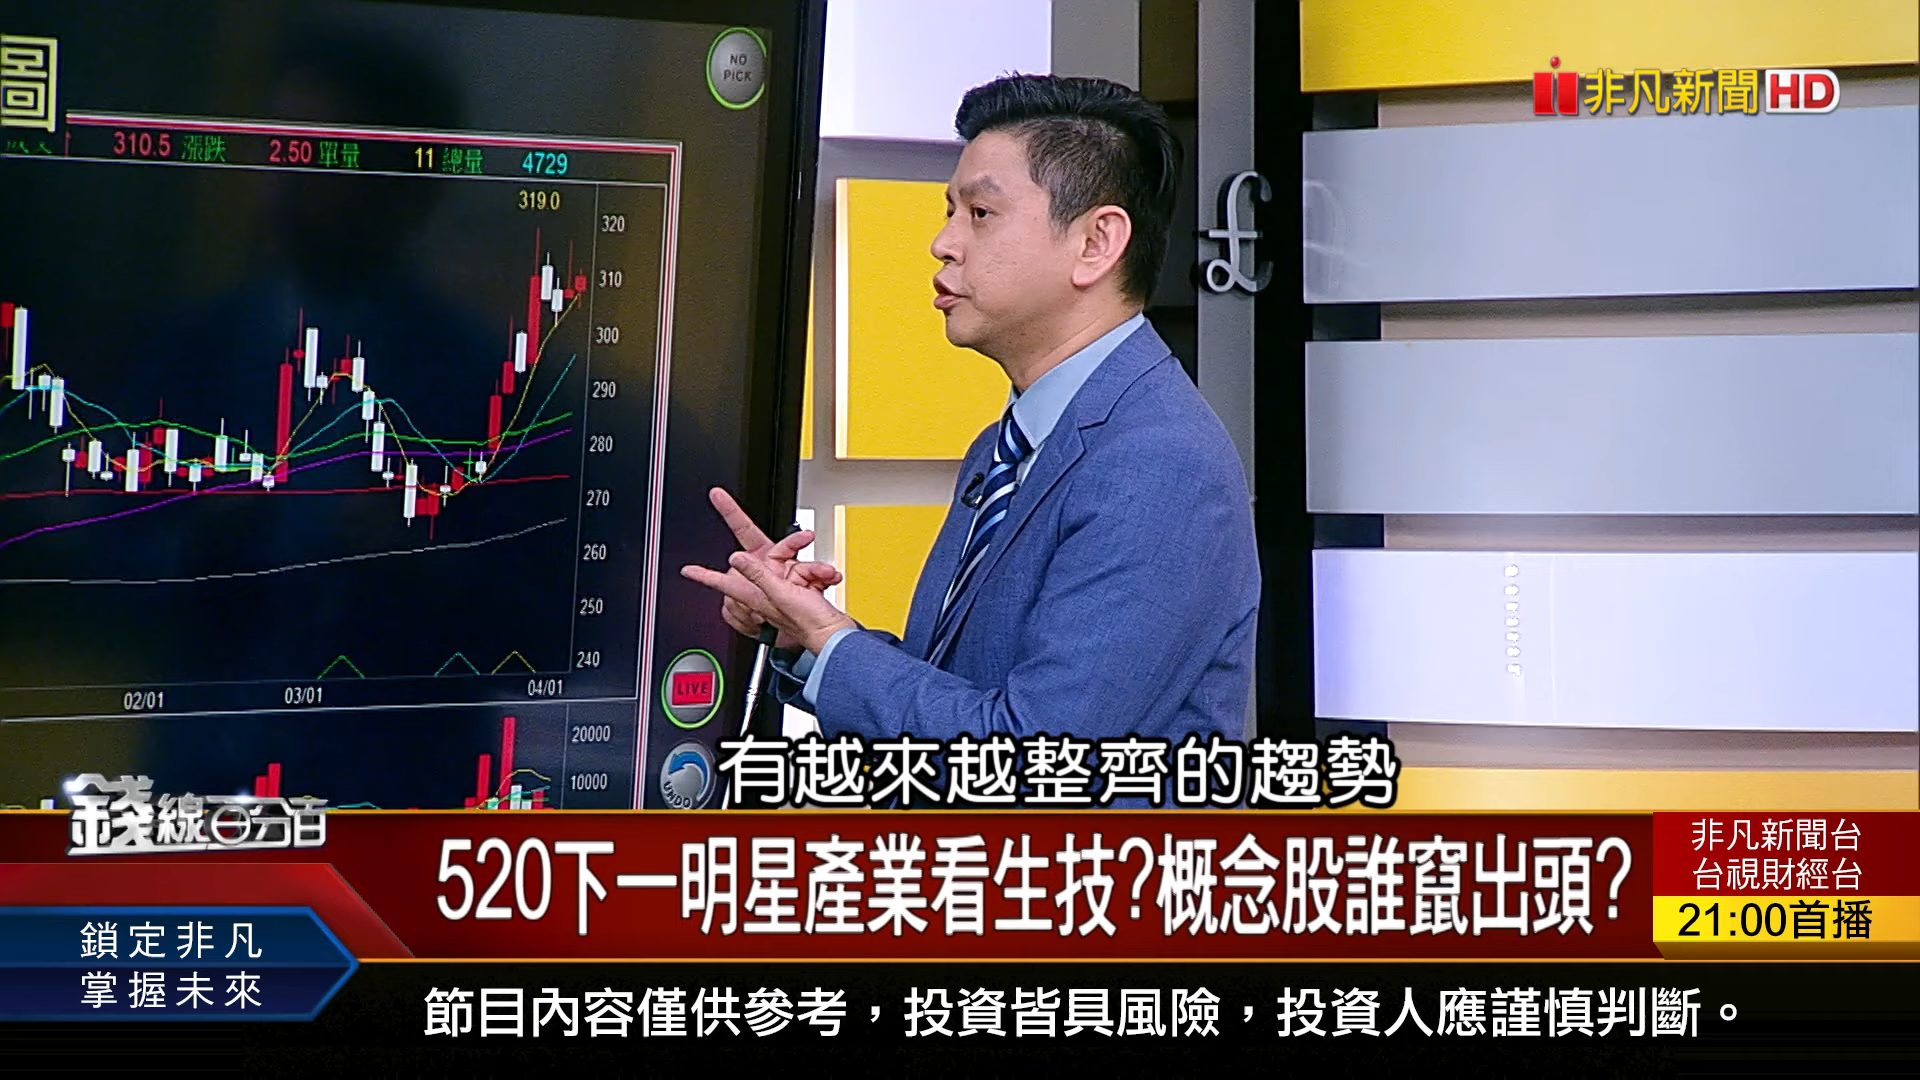 圖
NO
PICK
非凡新聞HD
310.5 漲跌 2.50 單量 11 總量 4729
319.0
320
310
300
290
280
270
260
250
240
02/01 03/01 04/01
20000
10000
LIVE
UNDO
£
有越來越整齊的趨勢
錢線百分百
520下一明星產業看生技?概念股誰竄出頭?
非凡新聞台
台視財經台
21:00首播
鎖定非凡
掌握未來
節目內容僅供參考，投資皆具風險，投資人應謹慎判斷。